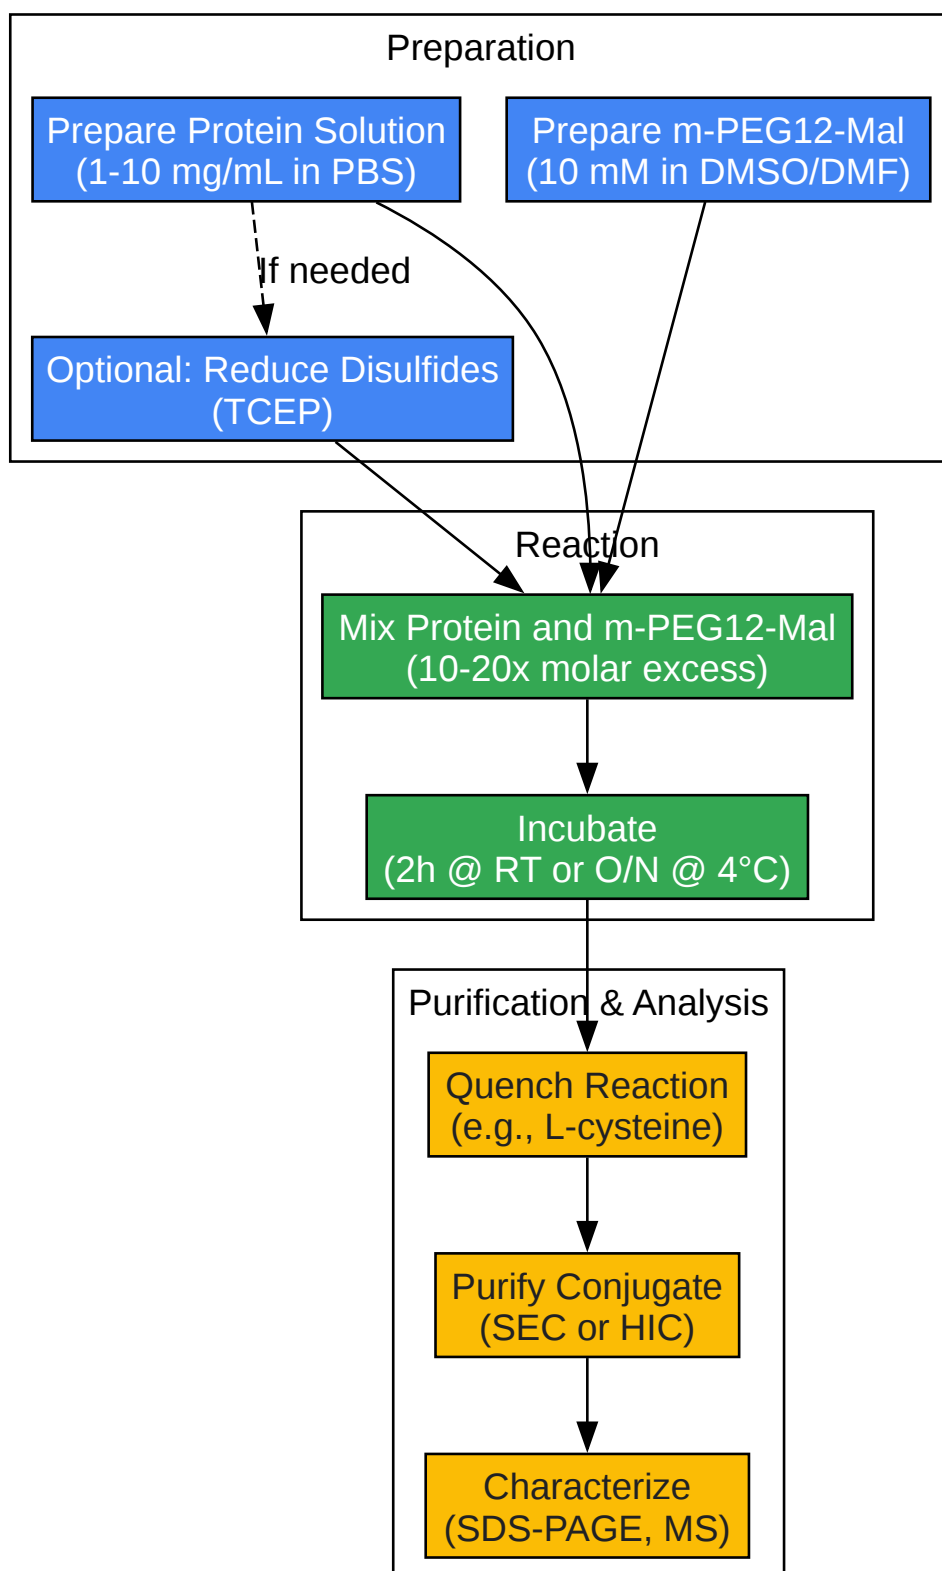 Preparation
Prepare Protein Solution
(1-10 mg/mL in PBS)
Prepare m-PEG12-Mal
(10 mM in DMSO/DMF)
If needed
Optional: Reduce Disulfides
(TCEP)
Reaction
Mix Protein and m-PEG12-Mal
(10-20x molar excess)
Incubate
(2h @ RT or O/N @ 4°C)
Purification & Analysis
Quench Reaction
(e.g., L-cysteine)
Purify Conjugate
(SEC or HIC)
Characterize
(SDS-PAGE, MS)